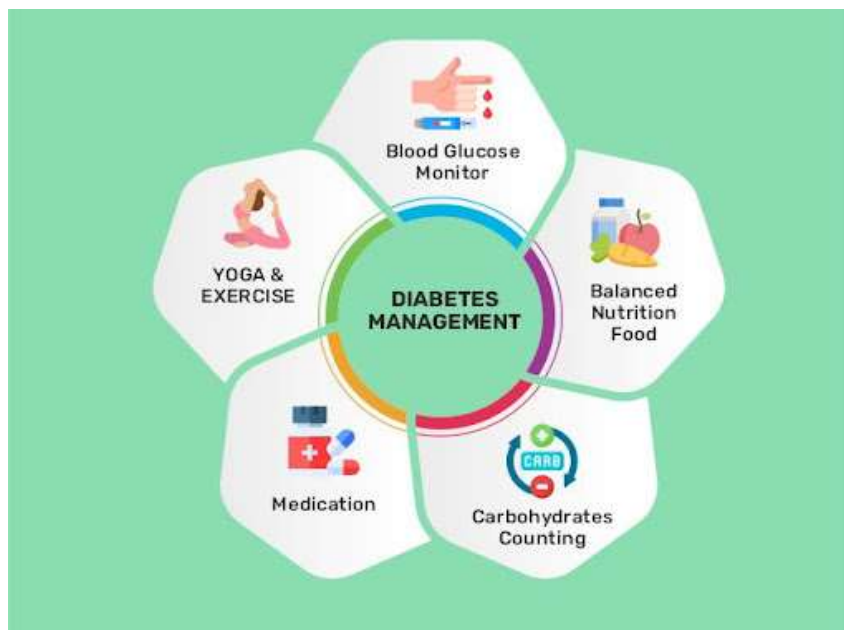 Blood Glucose
Monitor
YOGA &
EXERCISE
Balanced
Nutrition
Food
DIABETES
MANAGEMENT
Medication
CARB
Carbohydrates
Counting